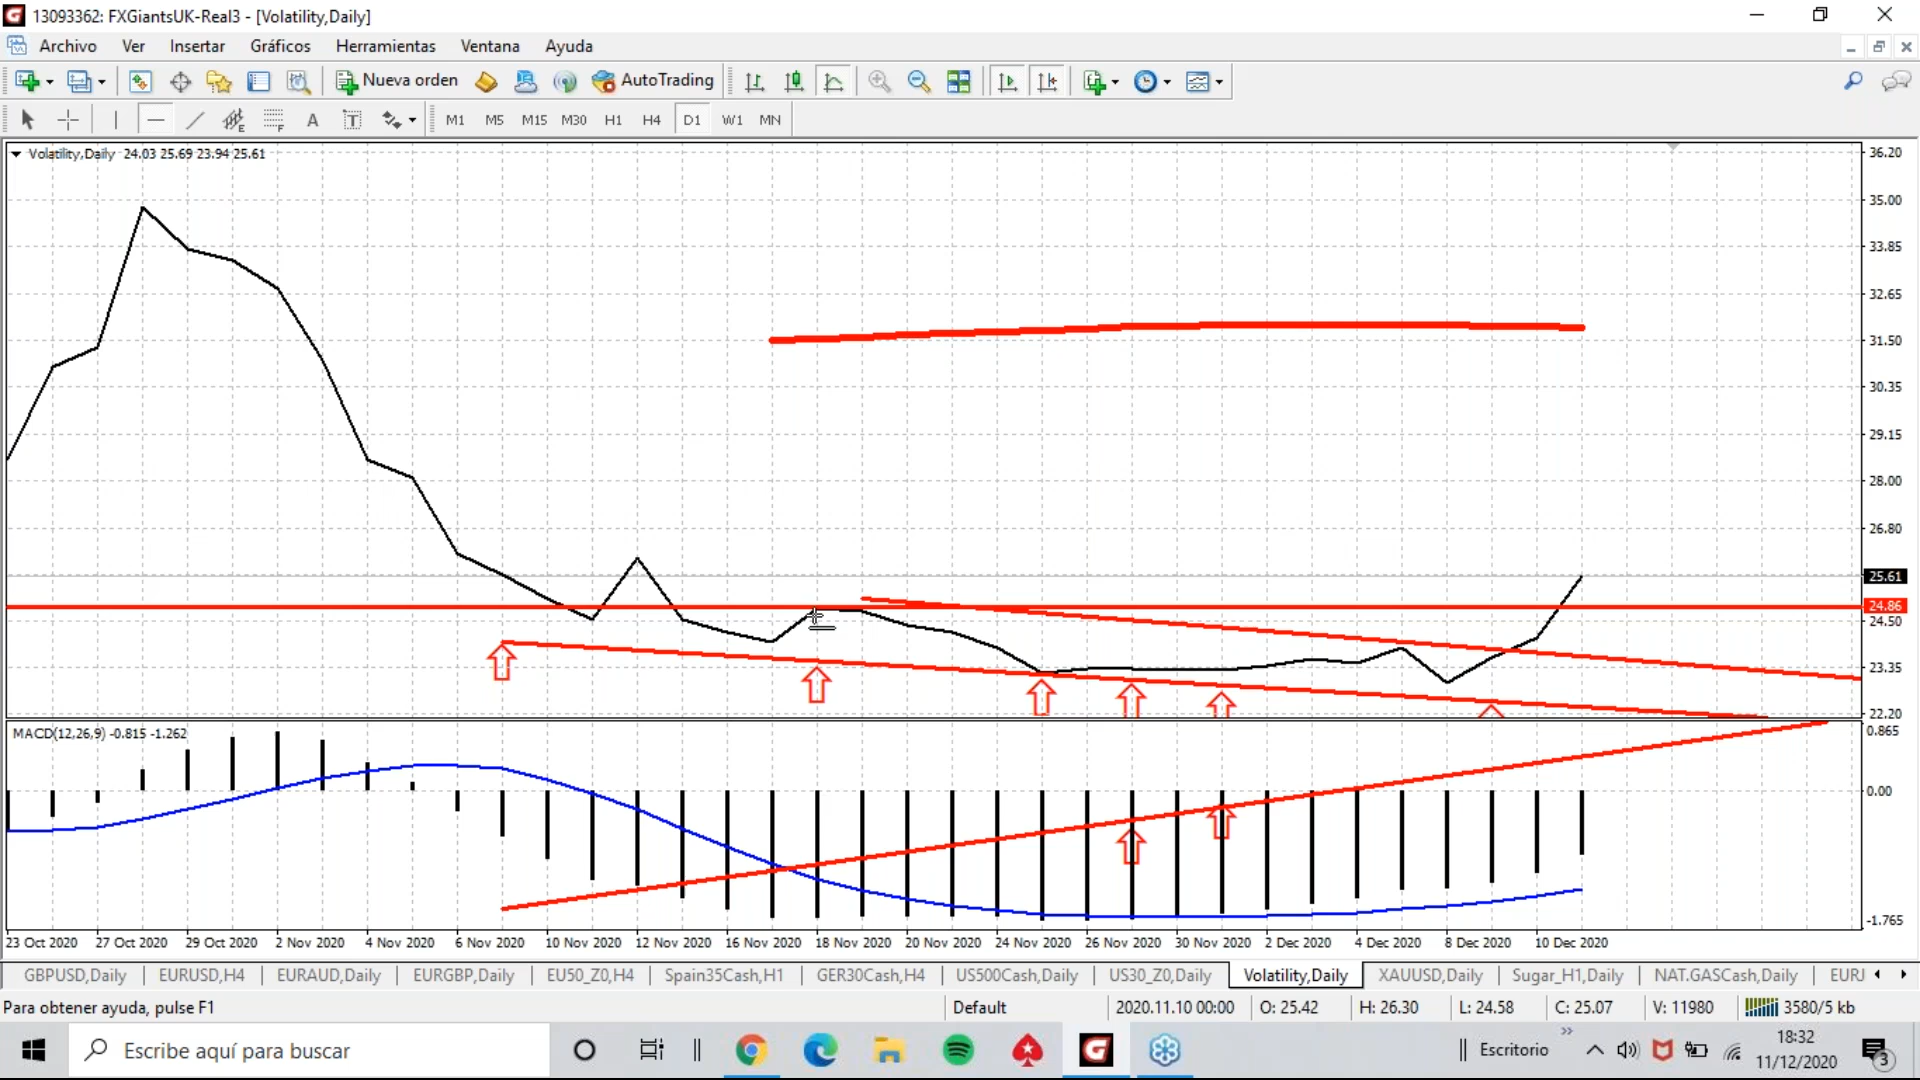 13093362: FXGiantsUK-Real3 - [Volatility,Daily]
Archivo Ver Insertar Gráficos Herramientas Ventana Ayuda
Nueva orden AutoTrading
E F A T M1 M5 M15 M30 H1 H4 D1 W1 MN
Volatility,Daily 24.03 25.69 23.94 25.61
36.20
35.00
33.85
32.65
31.50
30.35
29.15
28.00
26.80
25.61
24.86
24.50
23.35
22.20
MACD(12,26,9) -0.815 -1.262
0.865
0.00
-1.765
23 Oct 2020 27 Oct 2020 29 Oct 2020 2 Nov 2020 4 Nov 2020 6 Nov 2020 10 Nov 2020 12 Nov 2020 16 Nov 2020 18 Nov 2020 20 Nov 2020 24 Nov 2020 26 Nov 2020 30 Nov 2020 2 Dec 2020 4 Dec 2020 8 Dec 2020 10 Dec 2020
GBPUSD,Daily EURUSD,H4 EURAUD,Daily EURGBP,Daily EU50_Z0,H4 Spain35Cash,H1 GER30Cash,H4 US500Cash,Daily US30_Z0,Daily Volatility,Daily XAUUSD,Daily Sugar_H1,Daily NAT.GASCash,Daily EURJ
Para obtener ayuda, pulse F1 Default 2020.11.10 00:00 O: 25.42 H: 26.30 L: 24.58 C: 25.07 V: 11980 3580/5 kb
Escribe aquí para buscar Escritorio 18:32
11/12/2020 3